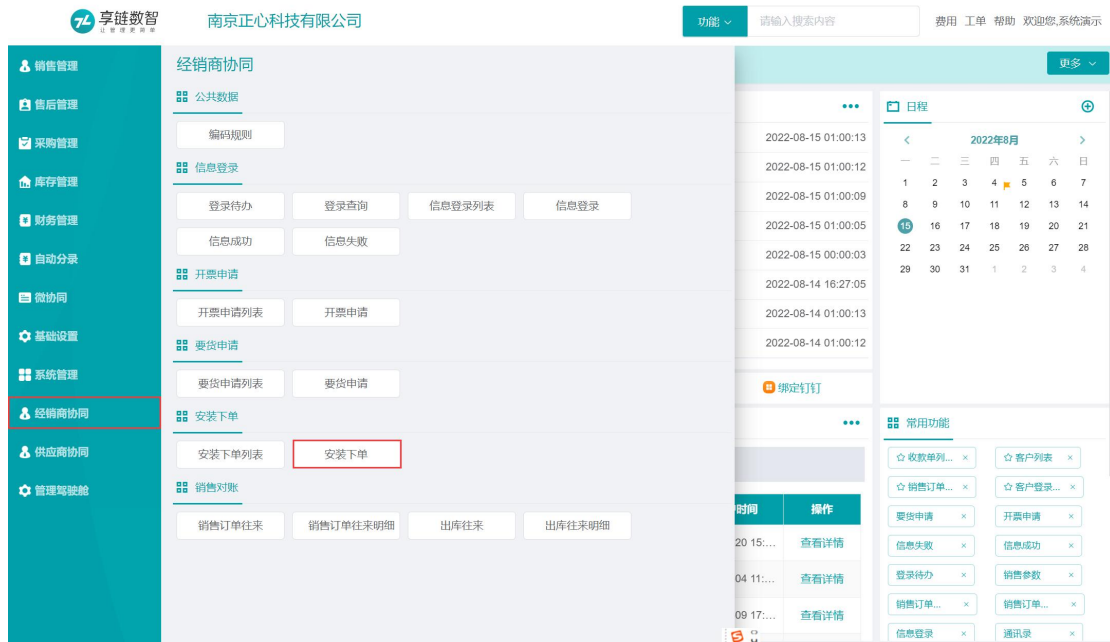 享链数智
让管理更简单
南京正心科技有限公司
功能
请输入搜索内容
费用 工单 帮助 欢迎您,系统演示
销售管理
售后管理
采购管理
库存管理
财务管理
自动分录
微协同
基础设置
系统管理
经销商协同
供应商协同
管理驾驶舱
经销商协同
公共数据
编码规则
信息登录
登录待办 登录查询 信息登录列表 信息登录
信息成功 信息失败
开票申请
开票申请列表 开票申请
要货申请
要货申请列表 要货申请
安装下单
安装下单列表 安装下单
销售对账
销售订单往来 销售订单往来明细 出库往来 出库往来明细
更多
2022-08-15 01:00:13
2022-08-15 01:00:12
2022-08-15 01:00:09
2022-08-15 01:00:05
2022-08-15 00:00:03
2022-08-14 16:27:05
2022-08-14 01:00:13
2022-08-14 01:00:12
绑定钉钉
时间 操作
20 15:... 查看详情
04 11:... 查看详情
09 17:... 查看详情
日程
2022年8月
一 二 三 四 五 六 日
1 2 3 4 5 6 7
8 9 10 11 12 13 14
15 16 17 18 19 20 21
22 23 24 25 26 27 28
29 30 31 1 2 3 4
常用功能
收款单列... × 客户列表 ×
销售订单... × 客户登录... ×
要货申请 × 开票申请 ×
信息失败 × 信息成功 ×
登录待办 × 销售参数 ×
销售订单... × 销售订单... ×
信息登录 × 通讯录 ×